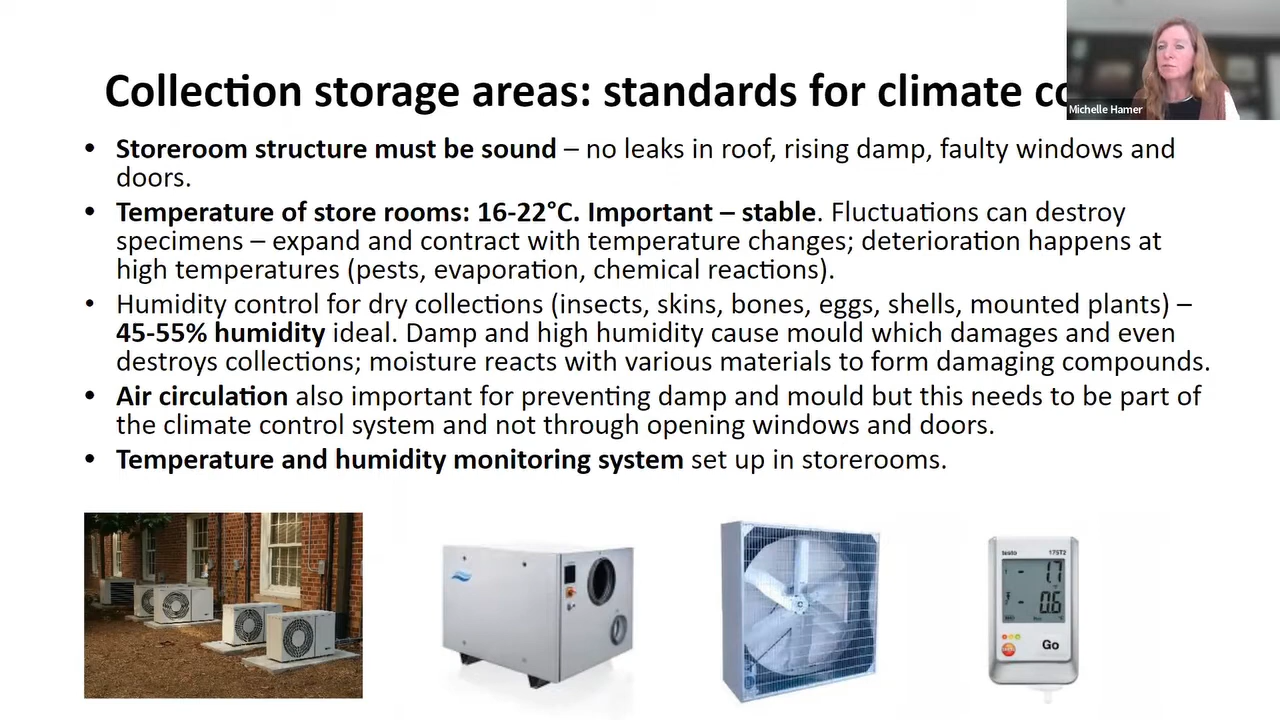 Collection storage areas: standards for climate co
Michelle Hamer
• Storeroom structure must be sound – no leaks in roof, rising damp, faulty windows and
doors.
• Temperature of store rooms: 16-22°C. Important – stable. Fluctuations can destroy
specimens – expand and contract with temperature changes; deterioration happens at
high temperatures (pests, evaporation, chemical reactions).
• Humidity control for dry collections (insects, skins, bones, eggs, shells, mounted plants) –
45-55% humidity ideal. Damp and high humidity cause mould which damages and even
destroys collections; moisture reacts with various materials to form damaging compounds.
• Air circulation also important for preventing damp and mould but this needs to be part of
the climate control system and not through opening windows and doors.
• Temperature and humidity monitoring system set up in storerooms.
testo 175T2
- 1.7
- 0.6
Go